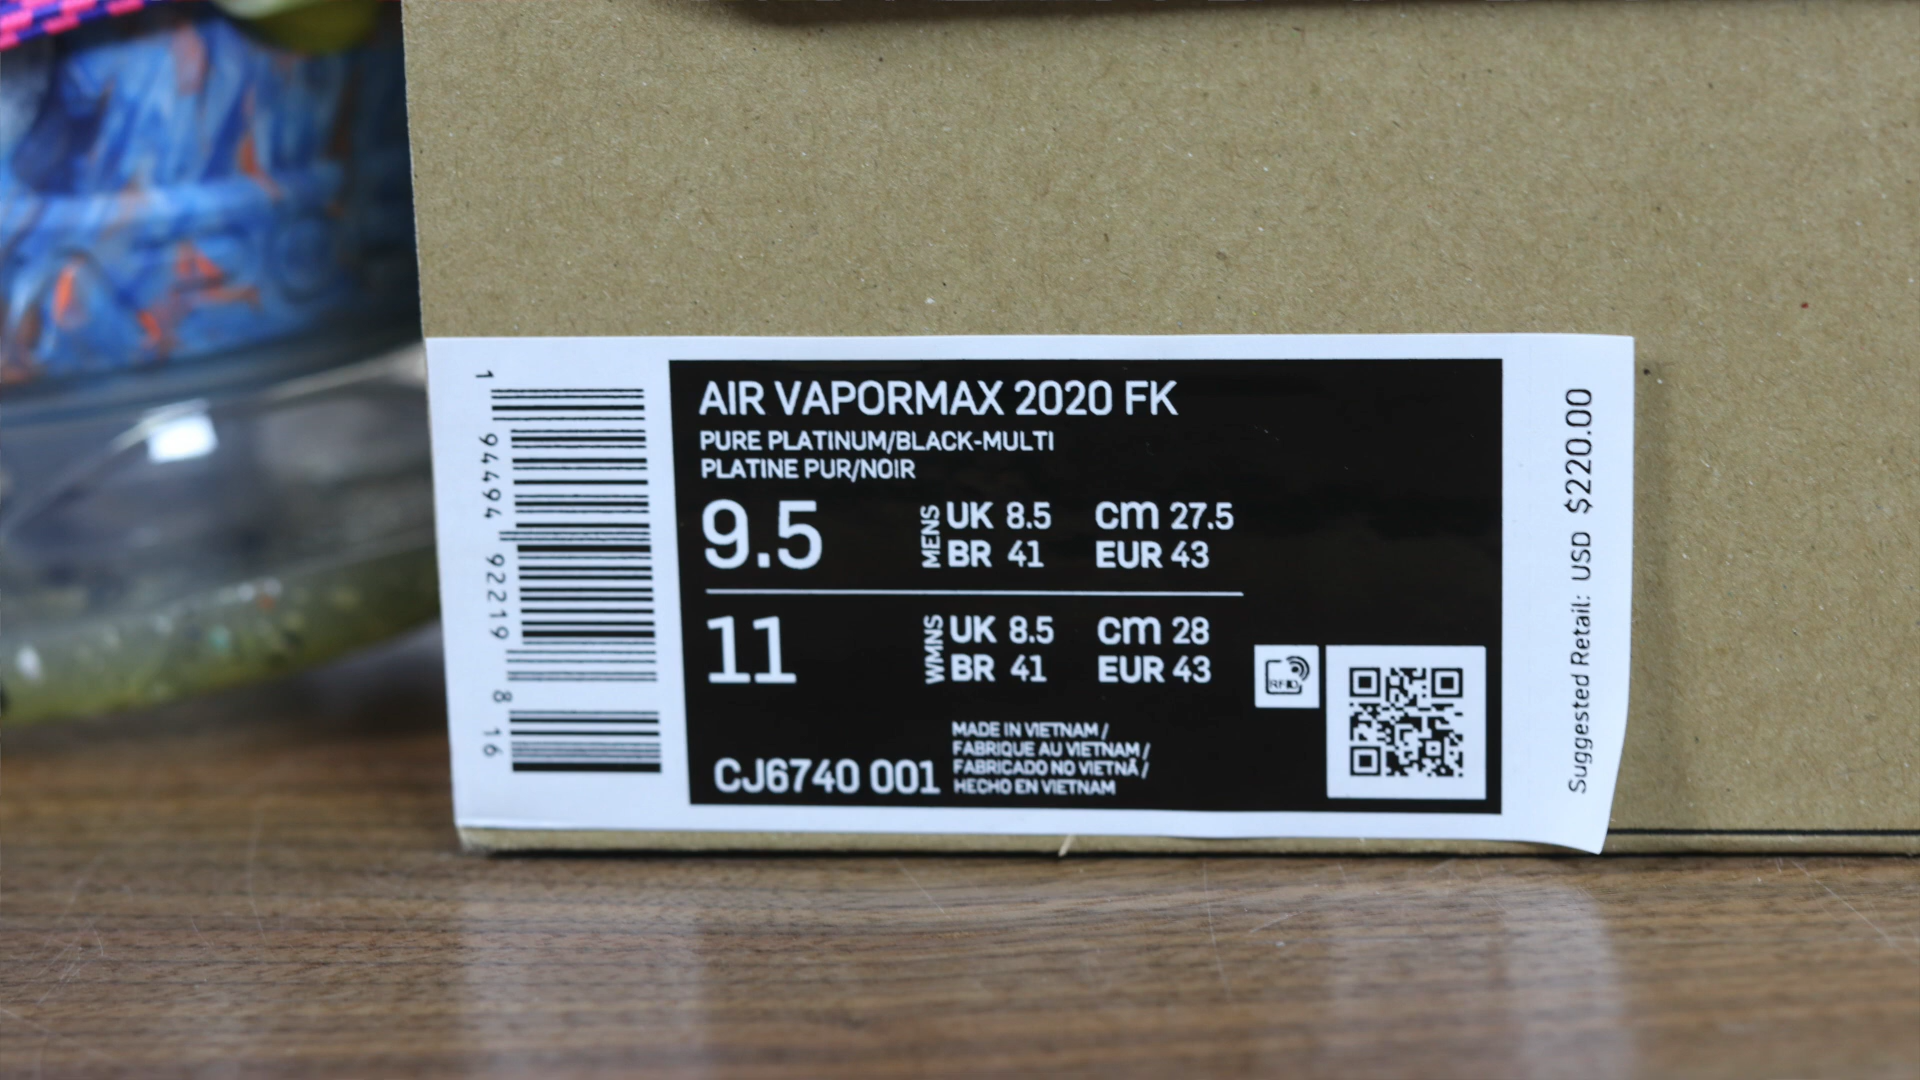 1 94494 92219 8 16
AIR VAPORMAX 2020 FK
PURE PLATINUM/BLACK-MULTI
PLATINE PUR/NOIR
9.5 MENS UK 8.5 cm 27.5
BR 41 EUR 43
11 WMNS UK 8.5 cm 28
BR 41 EUR 43
RFID
CJ6740 001
MADE IN VIETNAM /
FABRIQUE AU VIETNAM /
FABRICADO NO VIETNÃ /
HECHO EN VIETNAM
Suggested Retail: USD $220.00